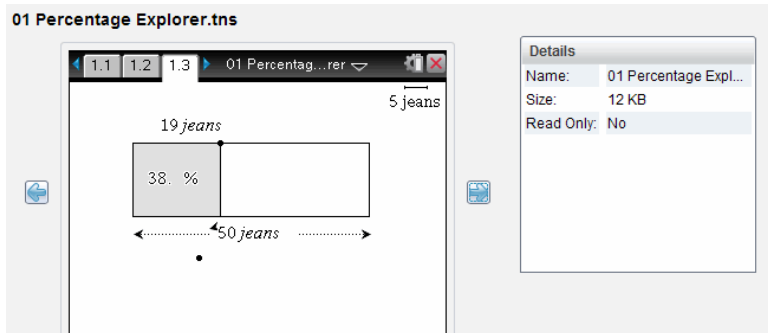 01 Percentage Explorer.tns
1.1 1.2 1.3 01 Percentag...rer
5 jeans
19 jeans
38. %
50 jeans
Details
Name: 01 Percentage Expl...
Size: 12 KB
Read Only: No